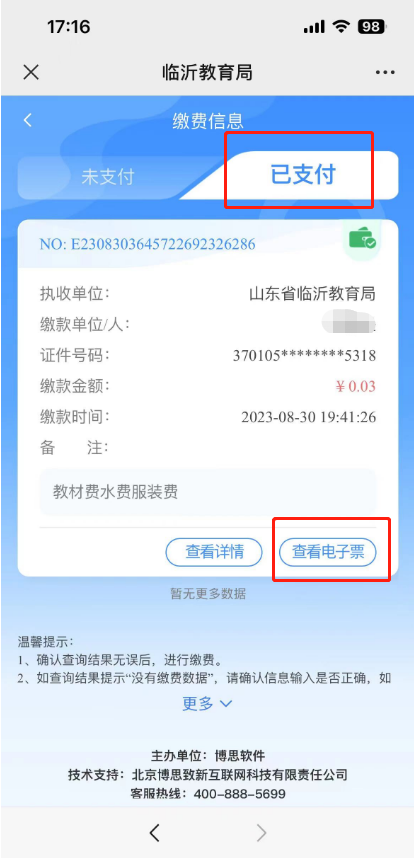 17:16
98
临沂教育局
缴费信息
未支付
已支付
NO: E2308303645722692326286
执收单位: 山东省临沂教育局
缴款单位/人:
证件号码: 370105********5318
缴款金额: ￥0.03
缴款时间: 2023-08-30 19:41:26
备 注:
教材费水费服装费
查看详情 查看电子票
暂无更多数据
温馨提示:
1、确认查询结果无误后，进行缴费。
2、如查询结果提示“没有缴费数据”，请确认信息输入是否正确，如
更多
主办单位：博思软件
技术支持：北京博思致新互联网科技有限责任公司
客服热线：400-888-5699